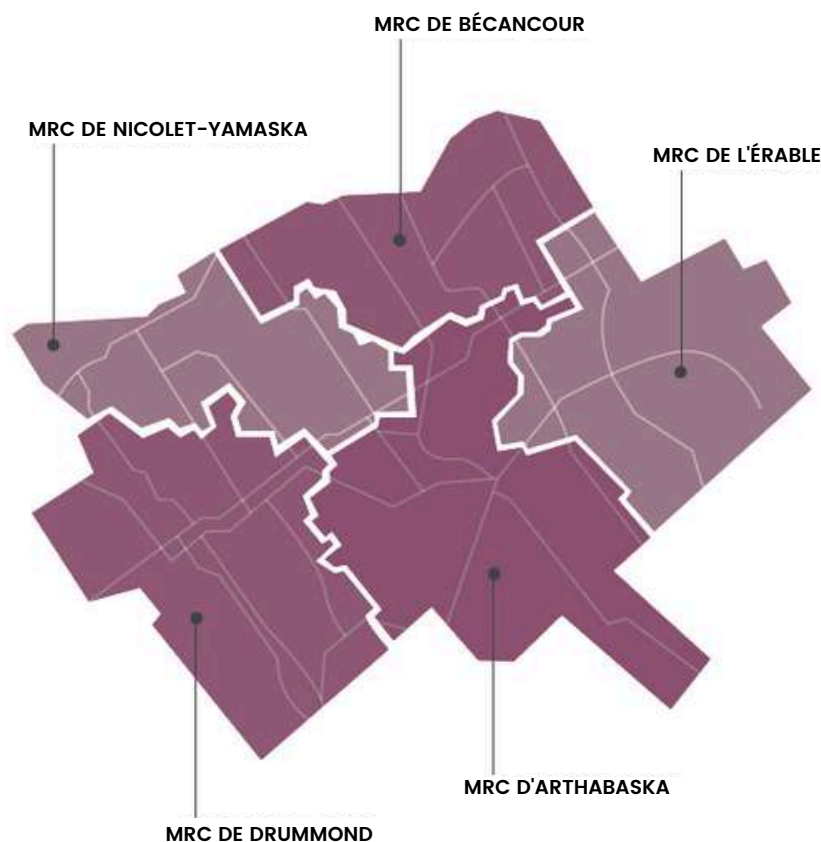 MRC DE BÉCANCOUR
MRC DE NICOLET-YAMASKA
MRC DE L'ÉRABLE
MRC D'ARTHABASKA
MRC DE DRUMMOND